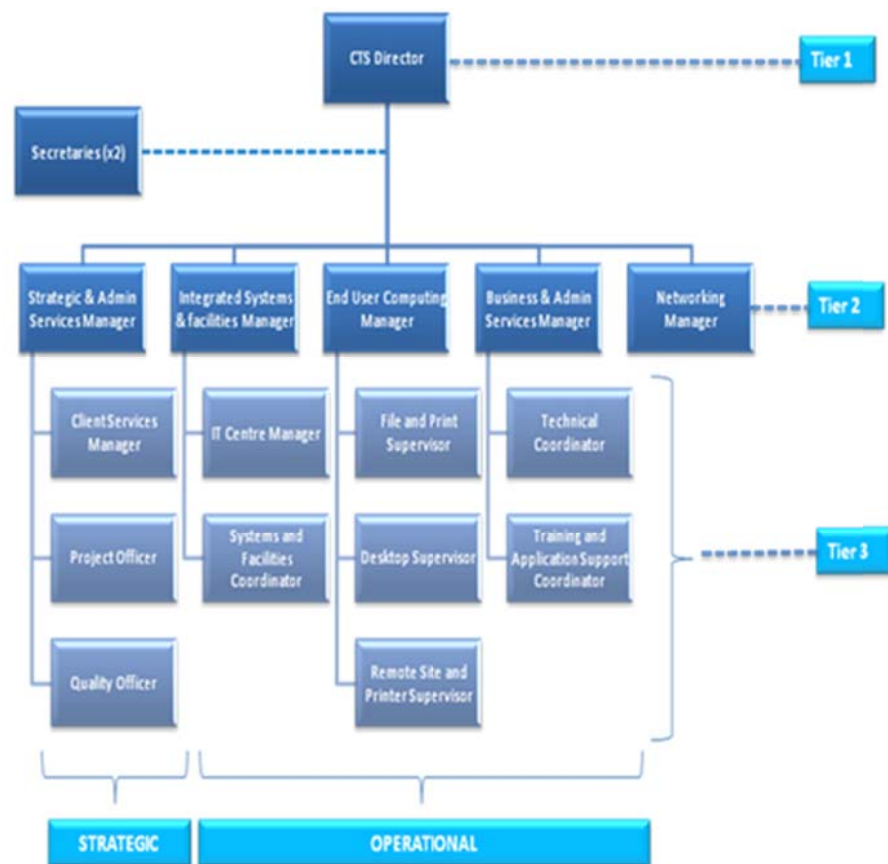 CTS Director
Tier 1
Secretaries (x2)
Strategic & Admin
Services Manager
Integrated Systems
& facilities Manager
End User Computing
Manager
Business & Admin
Services Manager
Networking
Manager
Tier 2
Client Services
Manager
IT Centre Manager
File and Print
Supervisor
Technical
Coordinator
Project Officer
Systems and
Facilities
Coordinator
Desktop Supervisor
Training and
Application Support
Coordinator
Tier 3
Quality Officer
Remote Site and
Printer Supervisor
STRATEGIC
OPERATIONAL